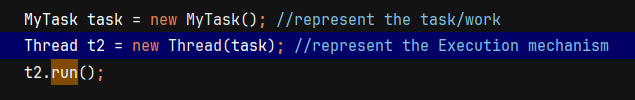 MyTask task = new MyTask(); //represent the task/work
Thread t2 = new Thread(task); //represent the Execution mechanism
t2.run();